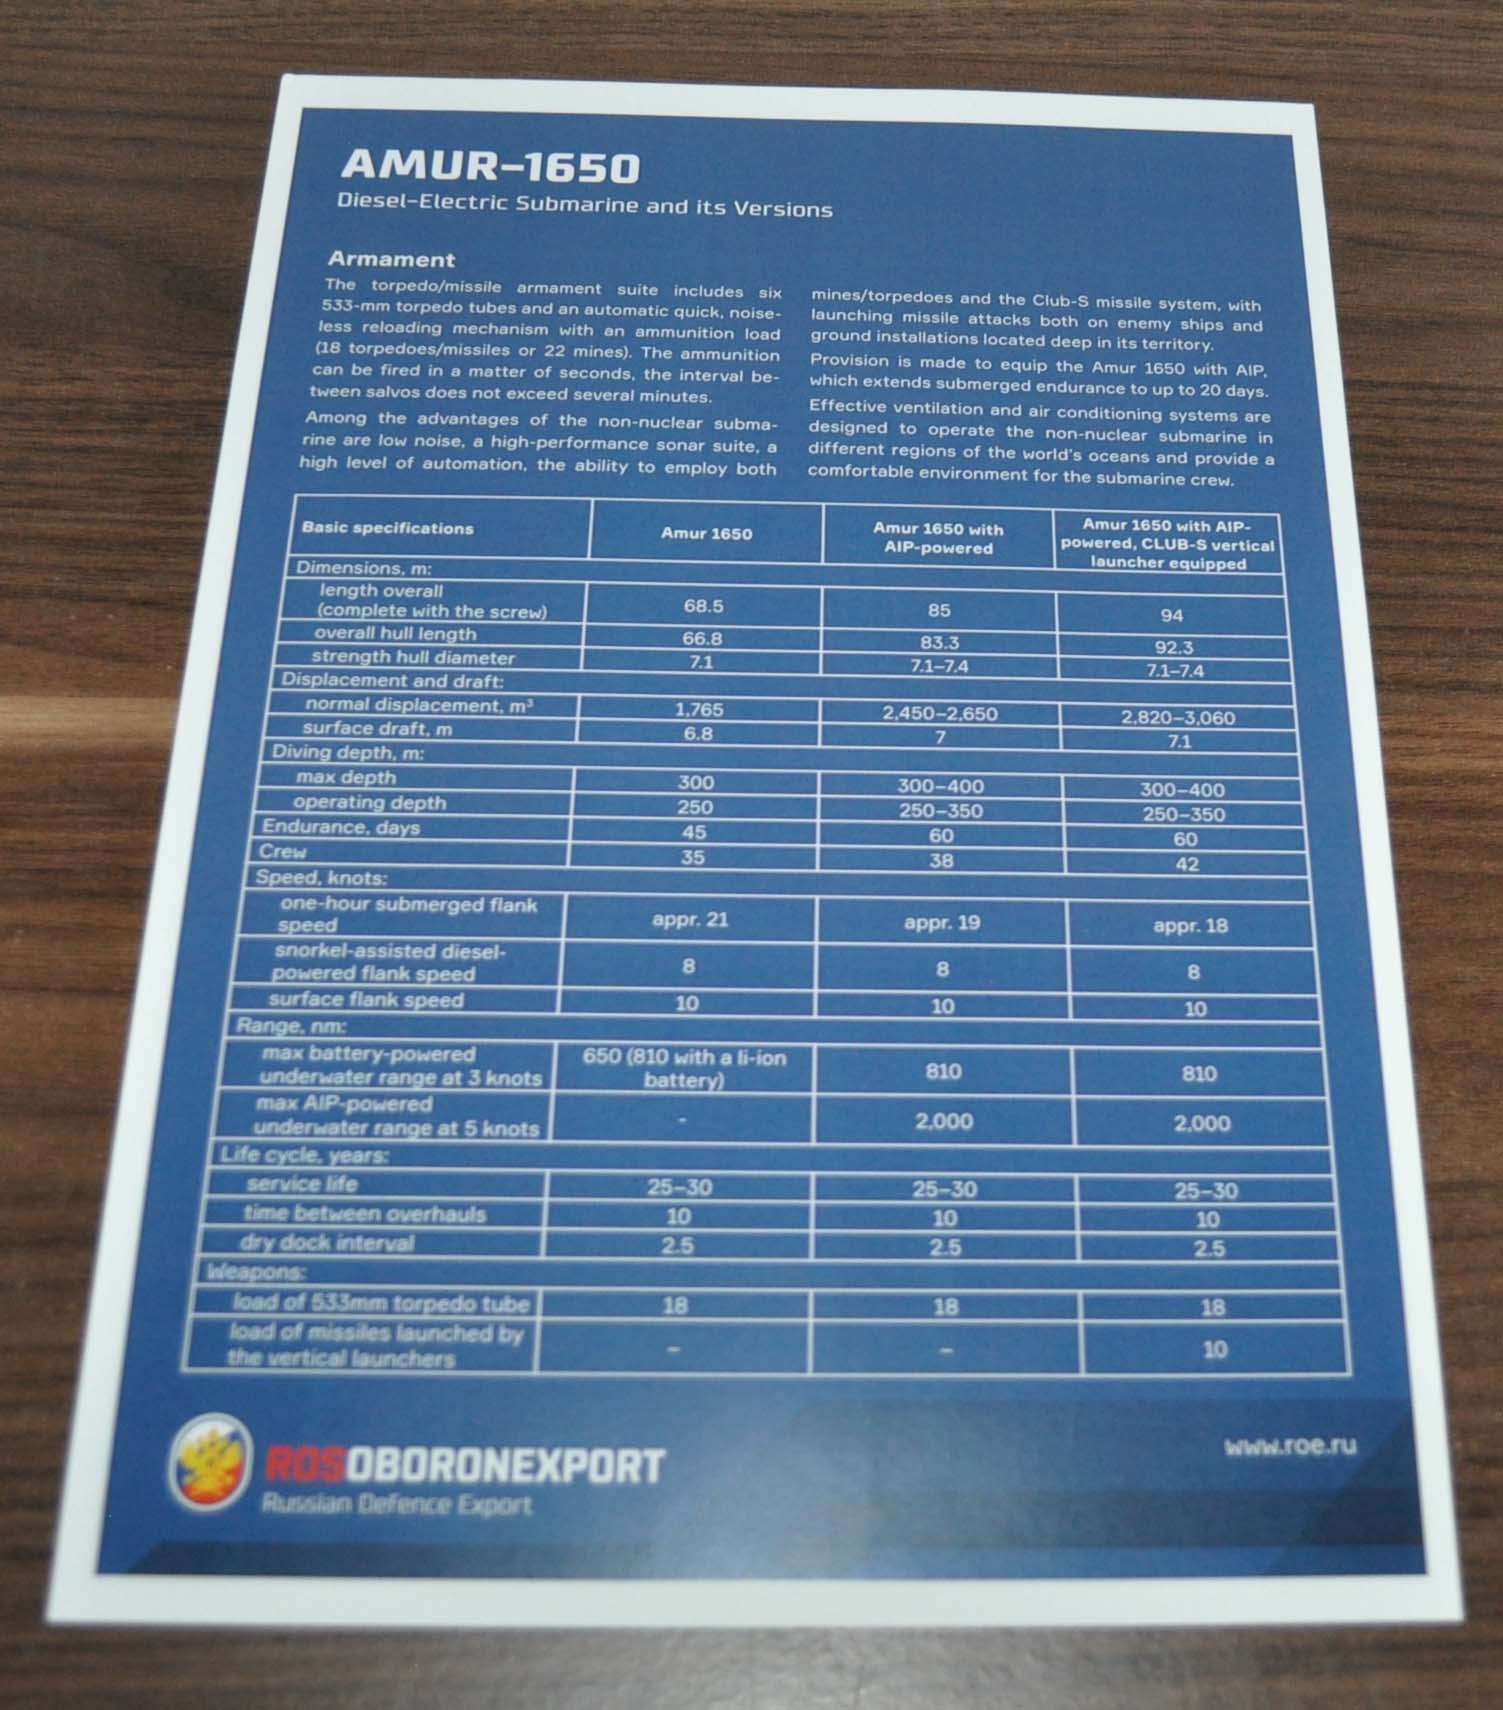 AMUR–1650
Diesel–Electric Submarine and its Versions
Armament
The torpedo/missile armament suite includes six
533-mm torpedo tubes and an automatic quick, noise-
less reloading mechanism with an ammunition load
(18 torpedoes/missiles or 22 mines). The ammunition
can be fired in a matter of seconds, the interval be-
tween salvos does not exceed several minutes.
Among the advantages of the non-nuclear subma-
rine are low noise, a high-performance sonar suite, a
high level of automation, the ability to employ both
mines/torpedoes and the Club-S missile system, with
launching missile attacks both on enemy ships and
ground installations located deep in its territory.
Provision is made to equip the Amur 1650 with AIP,
which extends submerged endurance to up to 20 days.
Effective ventilation and air conditioning systems are
designed to operate the non-nuclear submarine in
different regions of the world's oceans and provide a
comfortable environment for the submarine crew.
Basic specifications
Amur 1650
Amur 1650 with
AIP-powered
Amur 1650 with AIP-
powered, CLUB-S vertical
launcher equipped
Dimensions, m:
length overall
(complete with the screw) 68.5 85 94
overall hull length 66.8 83.3 92.3
strength hull diameter 7.1 7.1–7.4 7.1–7.4
Displacement and draft:
normal displacement, m³ 1,765 2,450–2,650 2,820–3,060
surface draft, m 6.8 7 7.1
Diving depth, m:
max depth 300 300–400 300–400
operating depth 250 250–350 250–350
Endurance, days 45 60 60
Crew 35 38 42
Speed, knots:
one-hour submerged flank
speed appr. 21 appr. 19 appr. 18
snorkel-assisted diesel-
powered flank speed 8 8 8
surface flank speed 10 10 10
Range, nm:
max battery-powered
underwater range at 3 knots
650 (810 with a li-ion
battery)
810 810
max AIP-powered
underwater range at 5 knots - 2,000 2,000
Life cycle, years:
service life 25–30 25–30 25–30
time between overhauls 10 10 10
dry dock interval 2.5 2.5 2.5
Weapons:
load of 533mm torpedo tube 18 18 18
load of missiles launched by
the vertical launchers – – 10
ROSOBORONEXPORT
Russian Defence Export
www.roe.ru